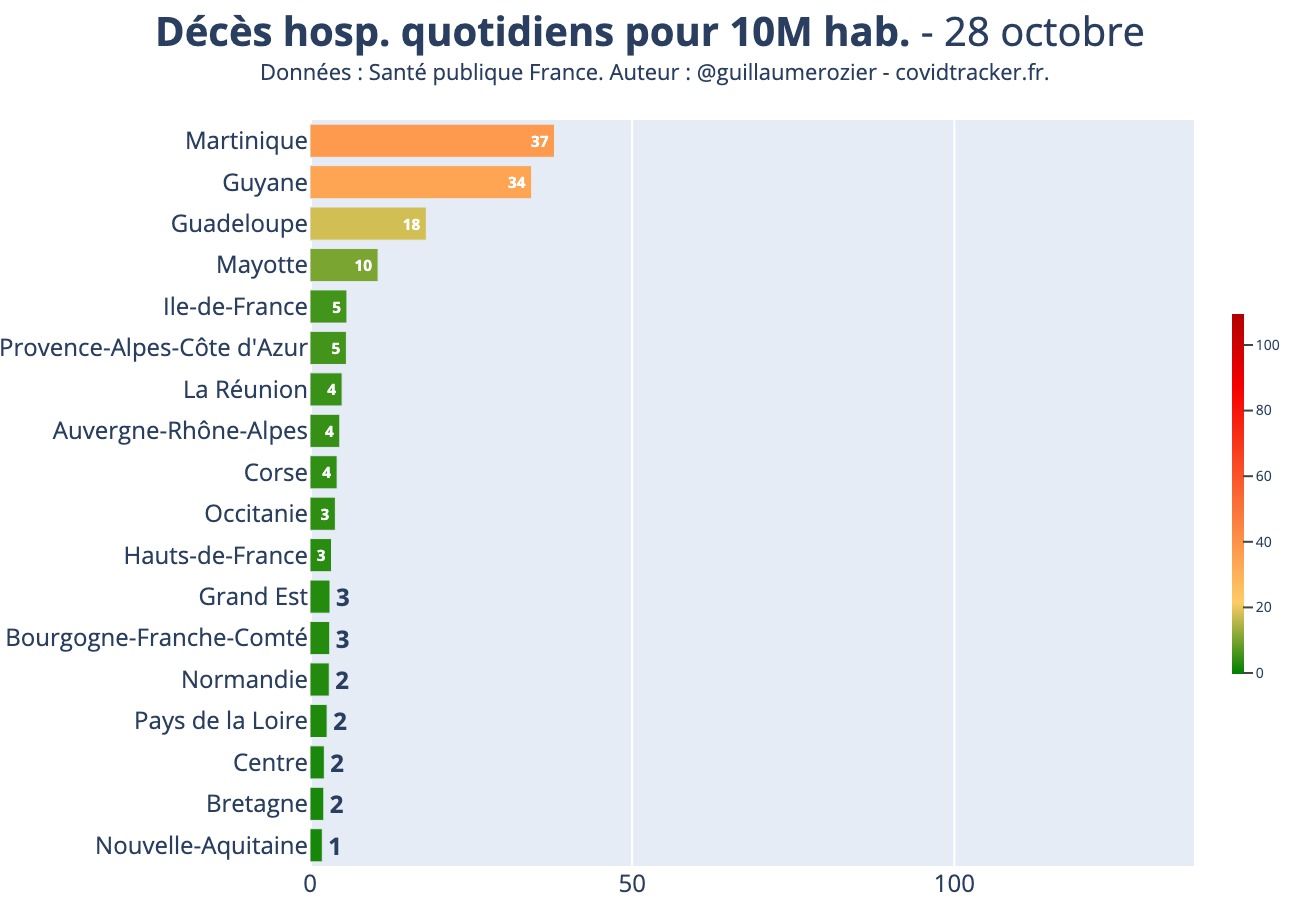 Décès hosp. quotidiens pour 10M hab. - 28 octobre
Données : Santé publique France. Auteur : @guillaumerozier - covidtracker.fr.
Martinique 37
Guyane 34
Guadeloupe 18
Mayotte 10
Ile-de-France 5
Provence-Alpes-Côte d'Azur 5
La Réunion 4
Auvergne-Rhône-Alpes 4
Corse 4
Occitanie 3
Hauts-de-France 3
Grand Est 3
Bourgogne-Franche-Comté 3
Normandie 2
Pays de la Loire 2
Centre 2
Bretagne 2
Nouvelle-Aquitaine 1
0 50 100
100
80
60
40
20
0